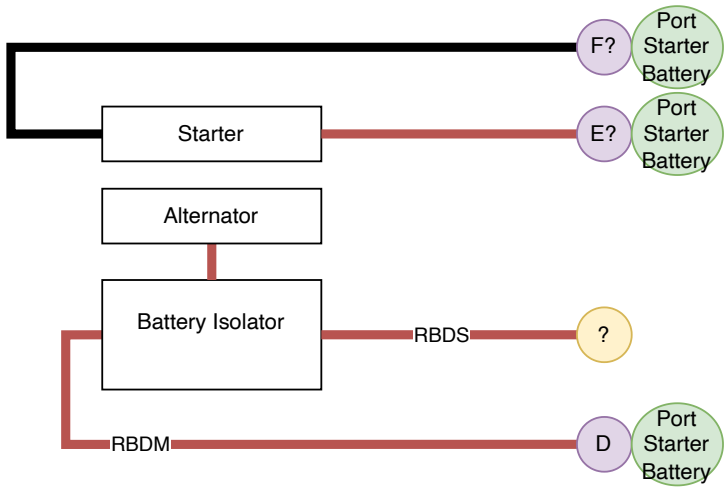 F?
Port
Starter
Battery
Starter
E?
Port
Starter
Battery
Alternator
Battery Isolator
RBDS
?
RBDM
D
Port
Starter
Battery